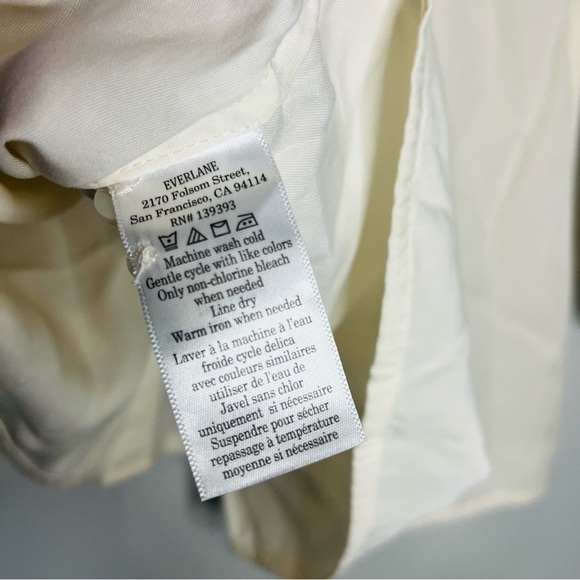 EVERLANE
2170 Folsom Street,
San Francisco, CA 94114
RN# 139393
Machine wash cold
Gentle cycle with like colors
Only non-chlorine bleach
when needed
Line dry
Warm iron when needed
Laver à la machine à l'eau
froide cycle delica
avec couleurs similaires
utiliser de l'eau de
Javel sans chlor
uniquement si nécessaire
Suspendre pour sécher
repassage à température
moyenne si nécessaire